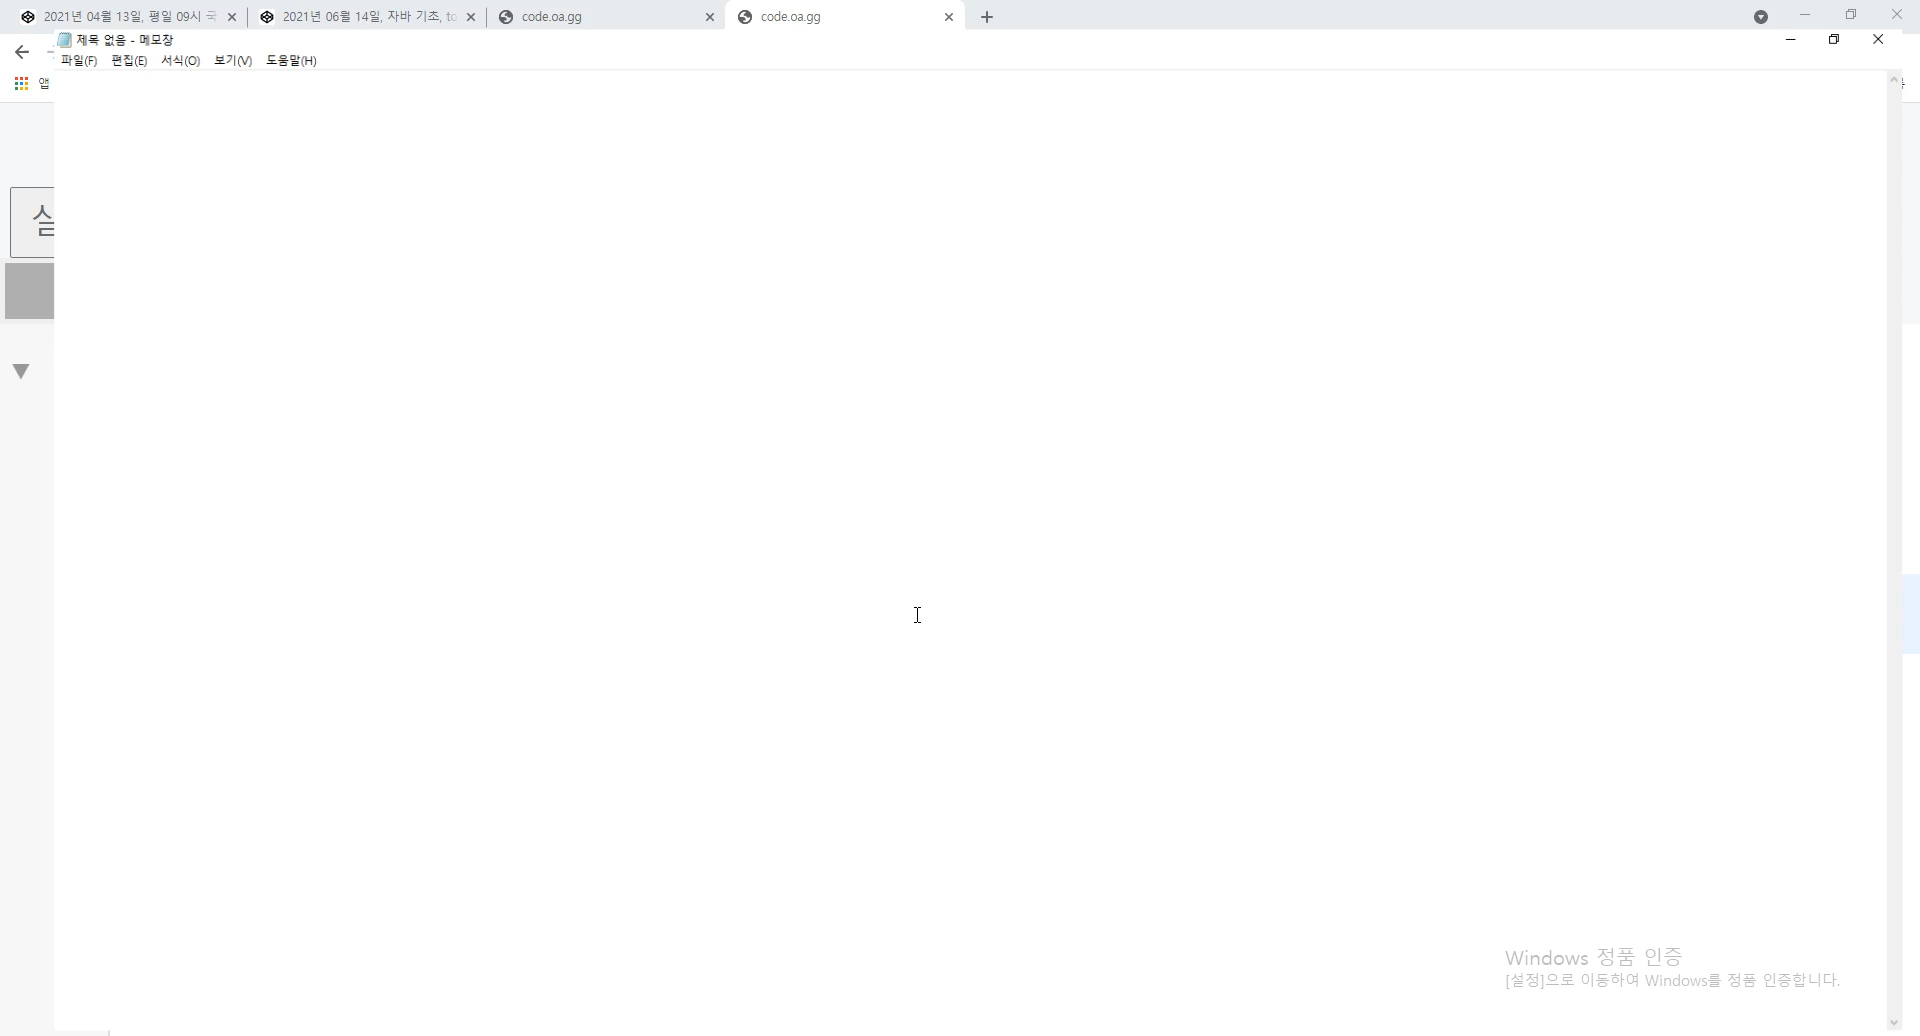 2021년 04월 13일, 평일 09시 국
2021년 06월 14일, 자바 기초, to
code.oa.gg
code.oa.gg
제목 없음 - 메모장
파일(F) 편집(E) 서식(O) 보기(V) 도움말(H)
앱
Windows 정품 인증
[설정]으로 이동하여 Windows를 정품 인증합니다.